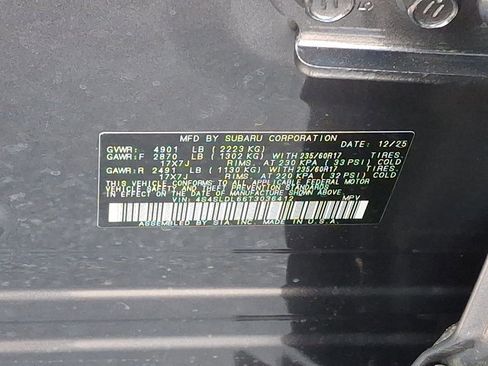 MFD BY SUBARU CORPORATION
GVWR: 4901 LB (2223 KG) DATE: 12/25
GAWR:F 2870 LB (1302 KG) WITH 235/60R17 TIRES.
17X7J RIMS. AT 230 KPA (33 PSI) COLD
GAWR:R 2491 LB (1130 KG) WITH 235/60R17 TIRES.
17X7J RIMS. AT 220 KPA (32 PSI) COLD
THIS VEHICLE CONFORMS TO ALL APPLICABLE FEDERAL MOTOR
VEHICLE SAFETY AND THEFT PREVENTION STANDARDS
IN EFFECT ON THE DATE OF MANUFACTURE SHOWN ABOVE.
VIN: 4S4SLDL66T3036412 MPV
ASSEMBLED BY SIA INC. MADE IN U.S.A.